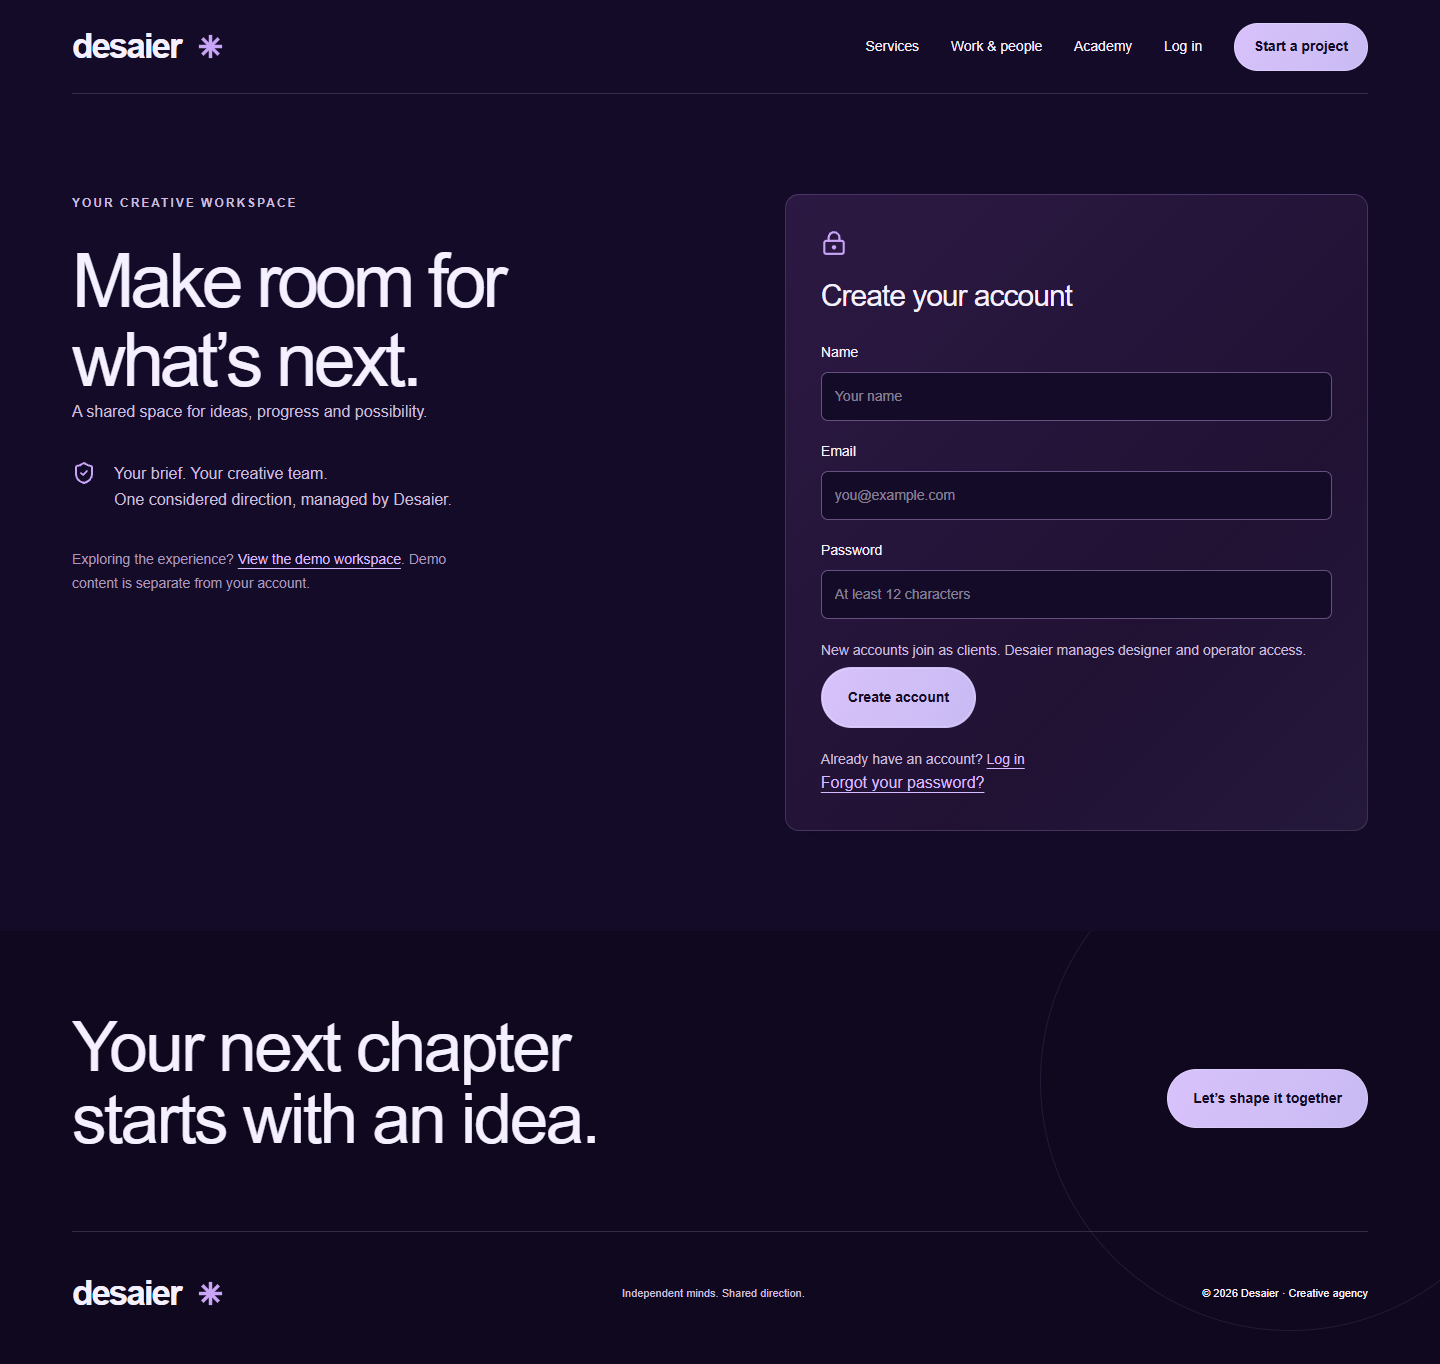 desaier
Services
Work & people
Academy
Log in
Start a project
YOUR CREATIVE WORKSPACE
Make room for
what’s next.
A shared space for ideas, progress and possibility.
Your brief. Your creative team.
One considered direction, managed by Desaier.
Exploring the experience? View the demo workspace. Demo
content is separate from your account.
Create your account
Name
Your name
Email
you@example.com
Password
At least 12 characters
New accounts join as clients. Desaier manages designer and operator access.
Create account
Already have an account? Log in
Forgot your password?
Your next chapter
starts with an idea.
Let’s shape it together
desaier
Independent minds. Shared direction.
© 2026 Desaier · Creative agency